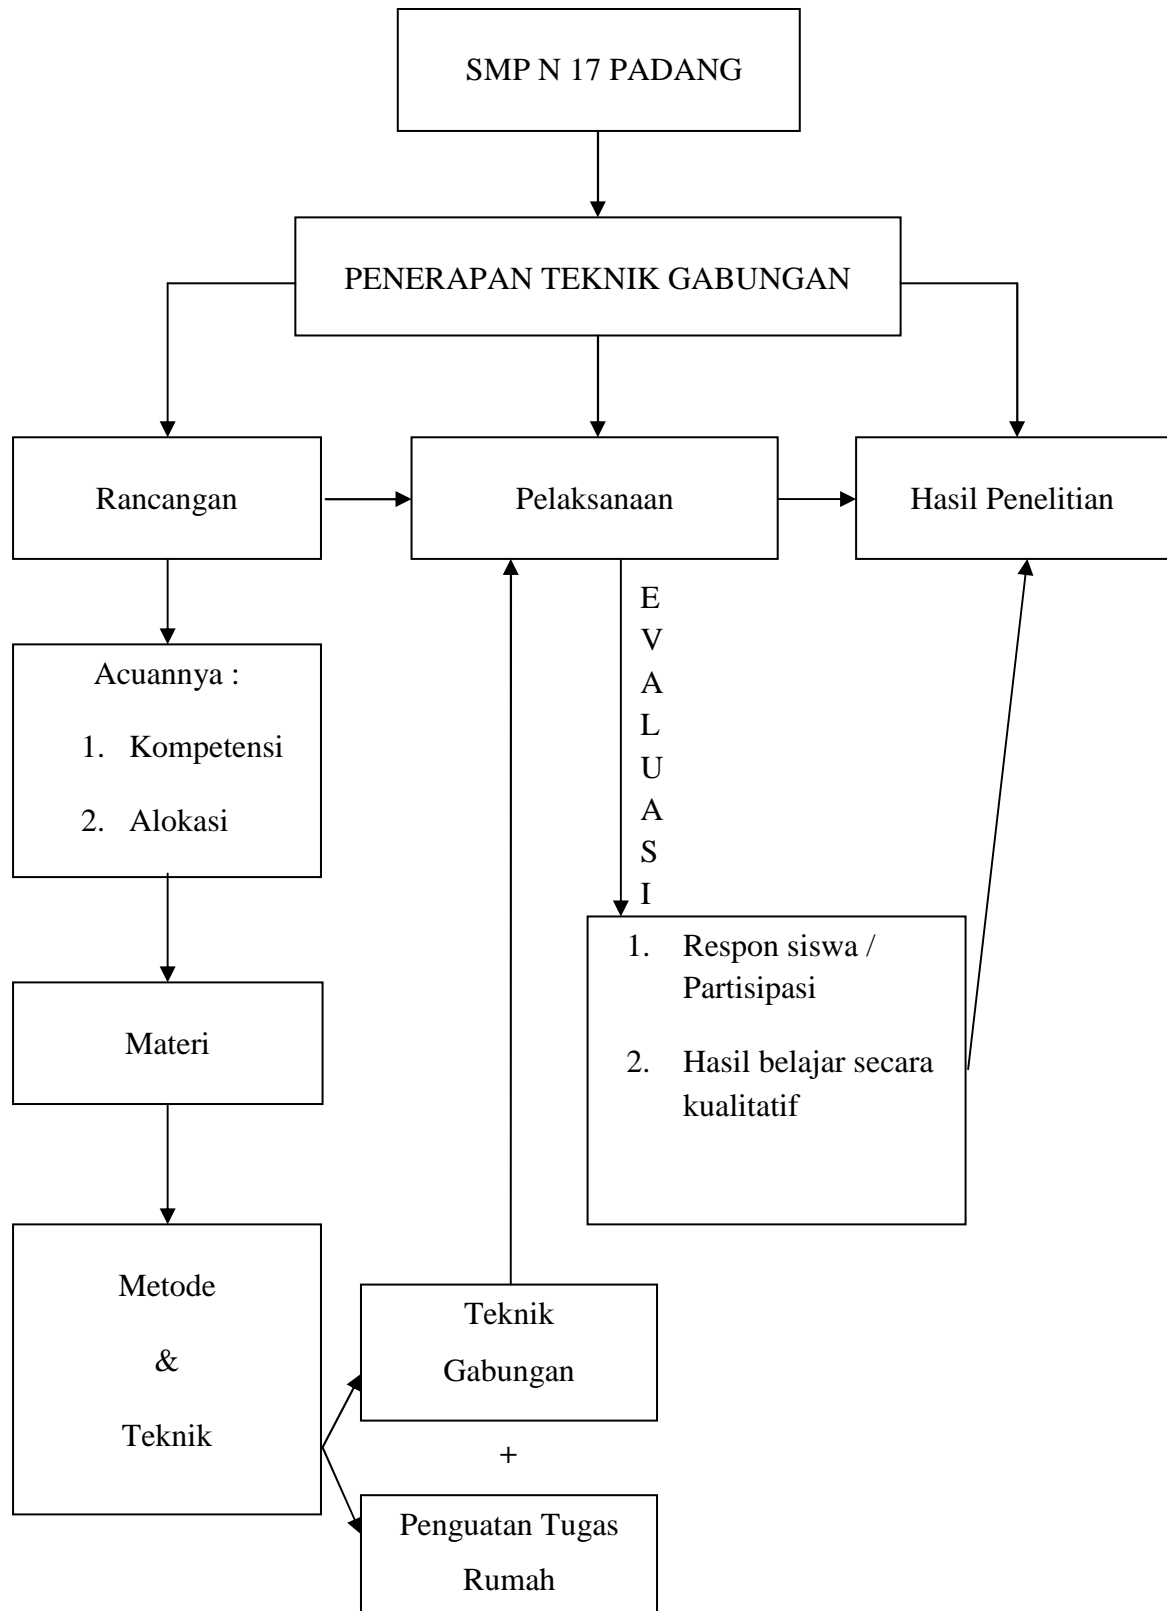 SMP N 17 PADANG
PENERAPAN TEKNIK GABUNGAN
Rancangan
Pelaksanaan
Hasil Penelitian
Acuannya :
1. Kompetensi
2. Alokasi
E
V
A
L
U
A
S
I
1. Respon siswa /
Partisipasi
2. Hasil belajar secara
kualitatif
Materi
Metode
&
Teknik
Teknik
Gabungan
+
Penguatan Tugas
Rumah